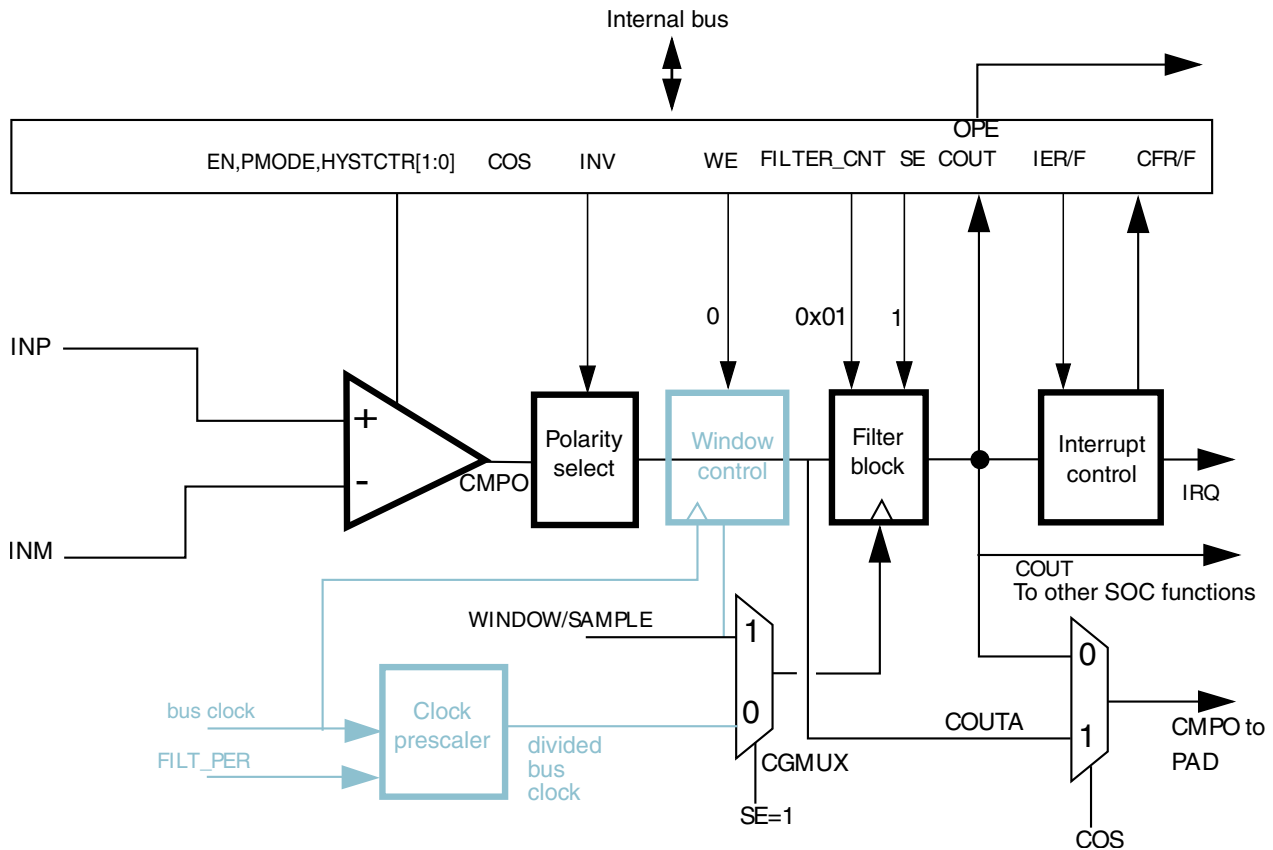 Internal bus
OPE
EN,PMODE,HYSTCTR[1:0] COS INV WE FILTER_CNT SE COUT IER/F CFR/F
0 0x01 1
INP
+
-
INM
CMPO
Polarity
select
Window
control
Filter
block
Interrupt
control
IRQ
COUT
To other SOC functions
WINDOW/SAMPLE
1
0
CGMUX
SE=1
bus clock
FILT_PER
Clock
prescaler
divided
bus
clock
COUTA
0
1
COS
CMPO to
PAD